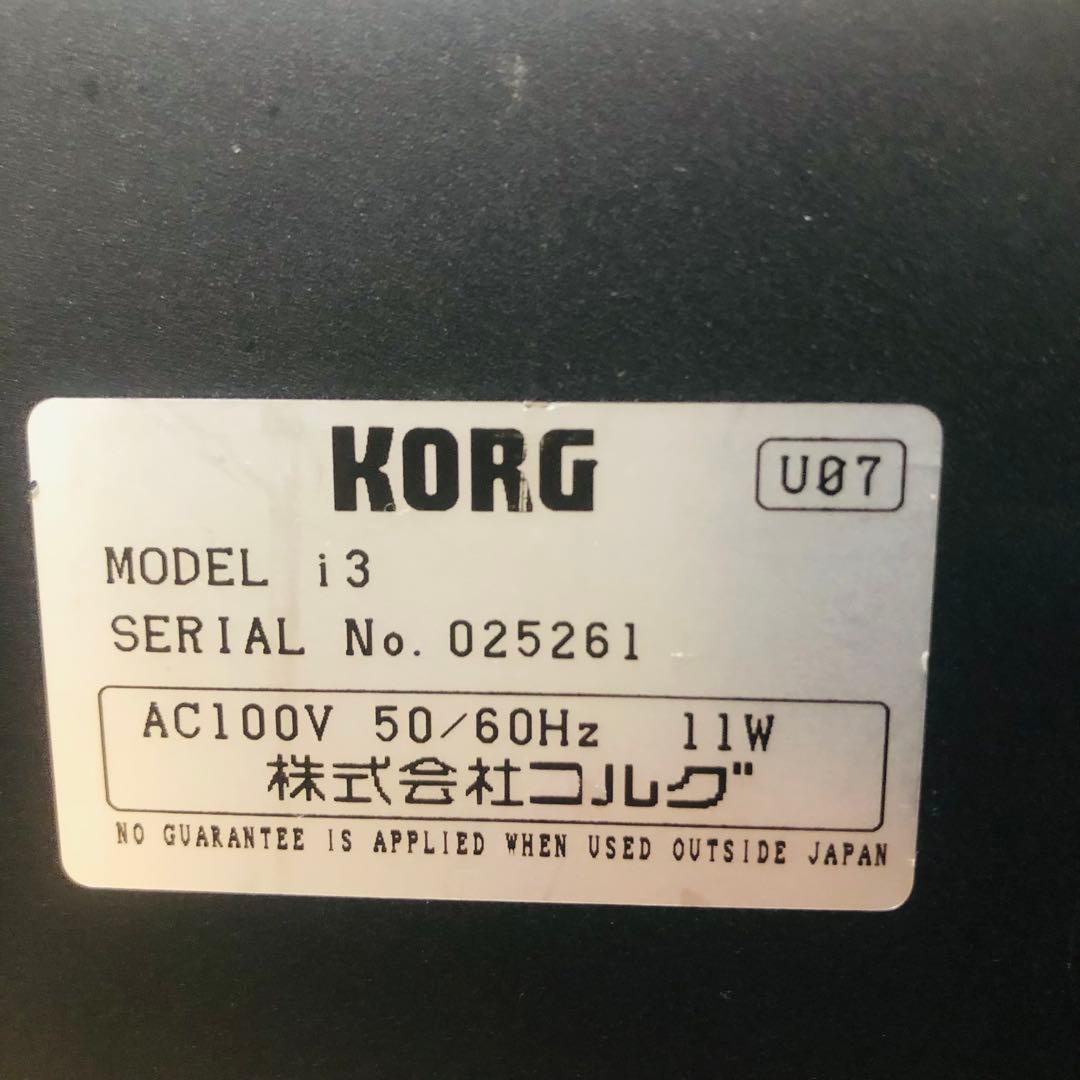 KORG
U07
MODEL i3
SERIAL No. 025261
AC100V 50/60Hz 11W
株式会社コルグ
NO GUARANTEE IS APPLIED WHEN USED OUTSIDE JAPAN